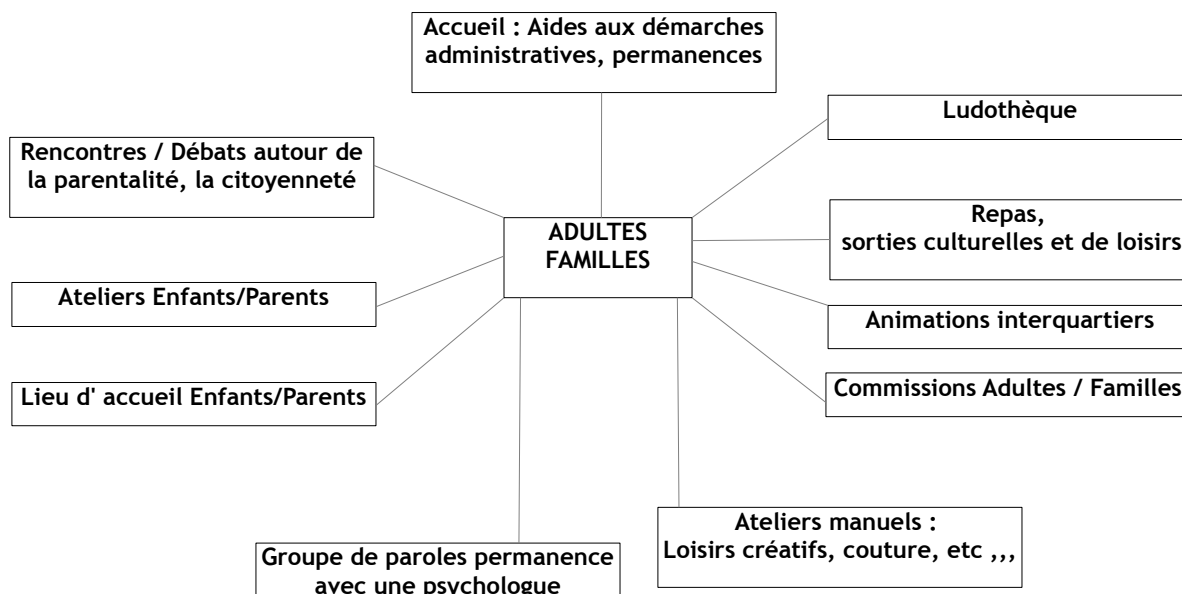 Accueil : Aides aux démarches
administratives, permanences
Ludothèque
Rencontres / Débats autour de
la parentalité, la citoyenneté
Repas,
sorties culturelles et de loisirs
ADULTES
FAMILLES
Ateliers Enfants/Parents
Animations interquartiers
Lieu d' accueil Enfants/Parents
Commissions Adultes / Familles
Ateliers manuels :
Loisirs créatifs, couture, etc ,,,
Groupe de paroles permanence
avec une psychologue